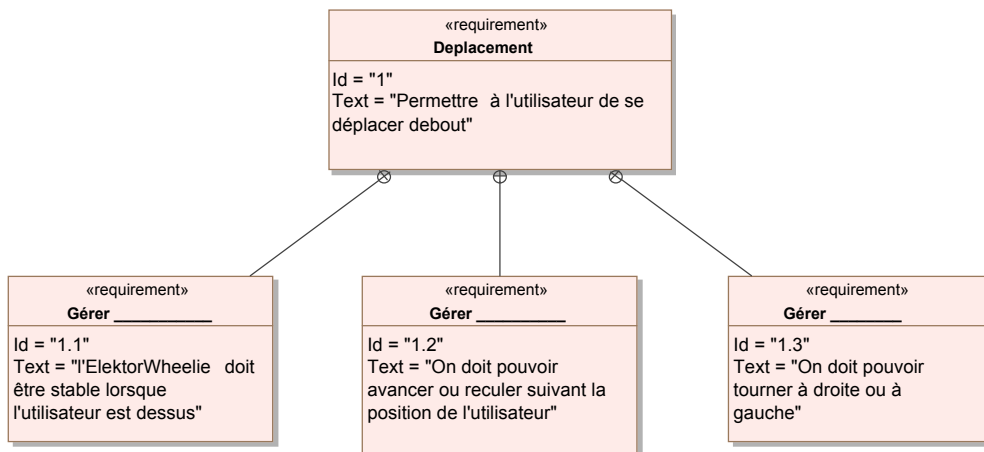 «requirement»
Deplacement
Id = "1"
Text = "Permettre à l'utilisateur de se
déplacer debout"
«requirement»
Gérer ___________
Id = "1.1"
Text = "l'ElektorWheelie doit
être stable lorsque
l'utilisateur est dessus"
«requirement»
Gérer __________
Id = "1.2"
Text = "On doit pouvoir
avancer ou reculer suivant la
position de l'utilisateur"
«requirement»
Gérer ________
Id = "1.3"
Text = "On doit pouvoir
tourner à droite ou à
gauche"